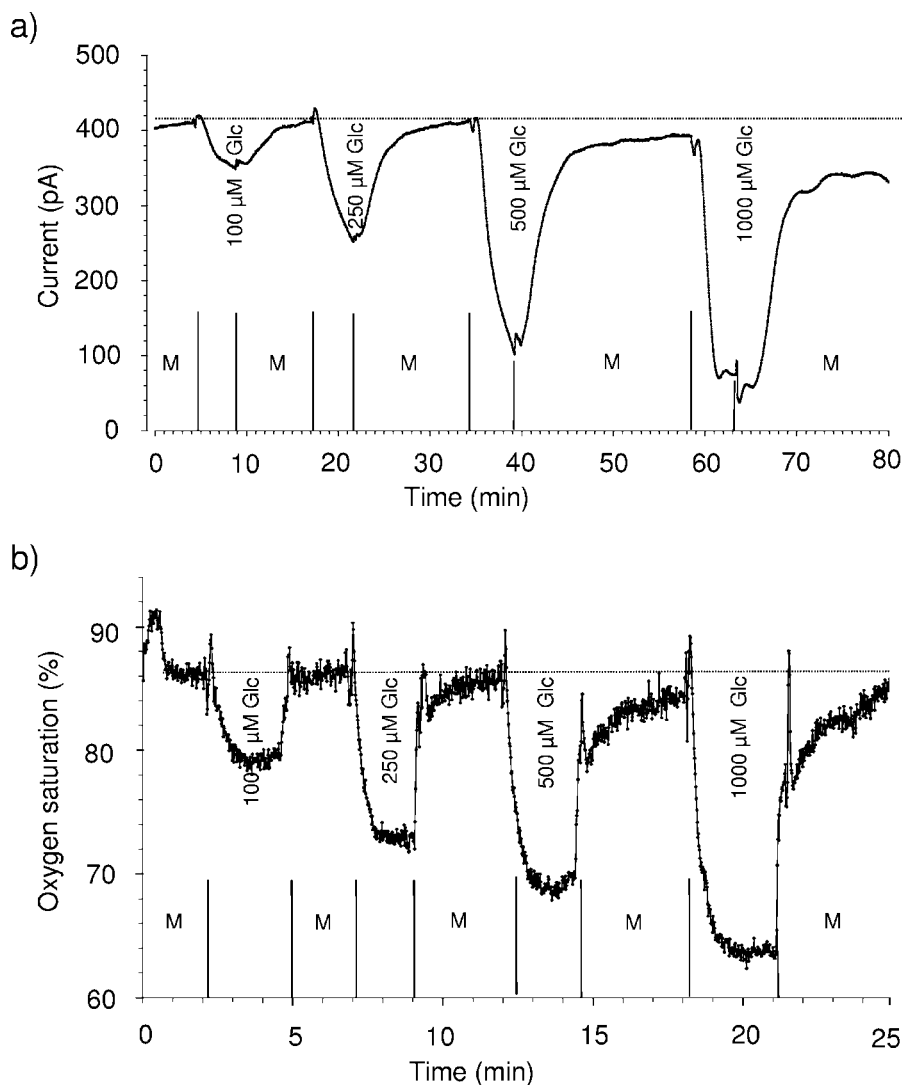 a)
500
400
300
200
100
0
Current (pA)
100 µM Glc
250 µM Glc
500 µM Glc
1000 µM Glc
M
M
M
M
M
0
10
20
30
40
50
60
70
80
Time (min)
b)
90
80
70
60
Oxygen saturation (%)
100 µM Glc
250 µM Glc
500 µM Glc
1000 µM Glc
M
M
M
M
M
0
5
10
15
20
25
Time (min)